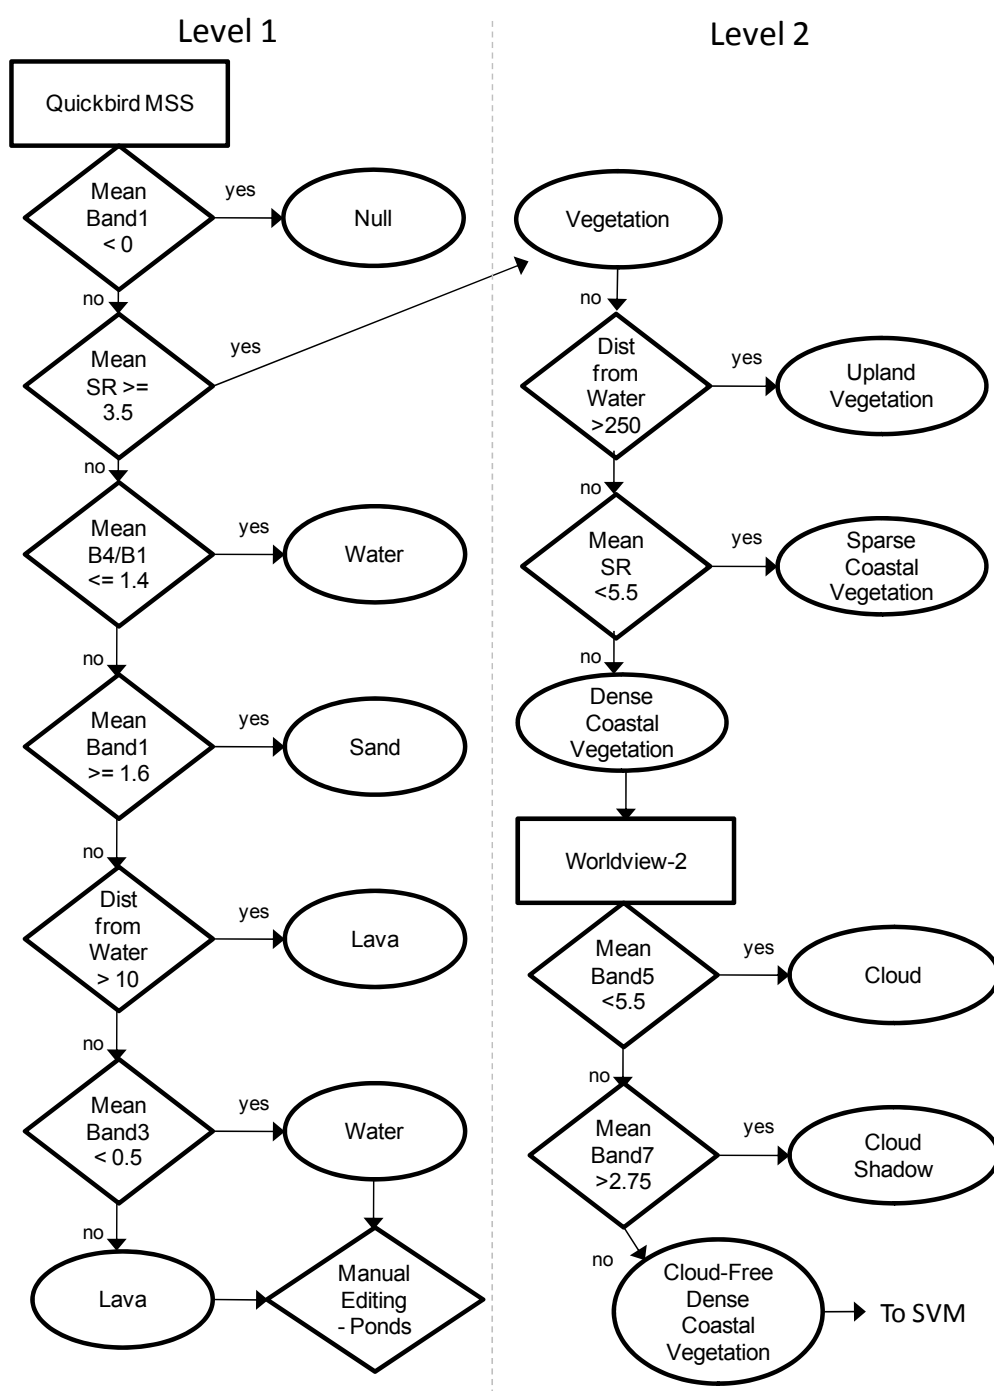 Level 1
Quickbird MSS
Mean
Band1
< 0
yes
Null
no
Mean
SR >=
3.5
yes
no
Mean
B4/B1
<= 1.4
yes
Water
no
Mean
Band1
>= 1.6
yes
Sand
no
Dist
from
Water
> 10
yes
Lava
no
Mean
Band3
< 0.5
yes
Water
no
Lava
Manual
Editing
- Ponds
Level 2
Vegetation
no
Dist
from
Water
>250
yes
Upland
Vegetation
no
Mean
SR
<5.5
yes
Sparse
Coastal
Vegetation
no
Dense
Coastal
Vegetation
Worldview-2
Mean
Band5
<5.5
yes
Cloud
no
Mean
Band7
>2.75
yes
Cloud
Shadow
no
Cloud-Free
Dense
Coastal
Vegetation
To SVM